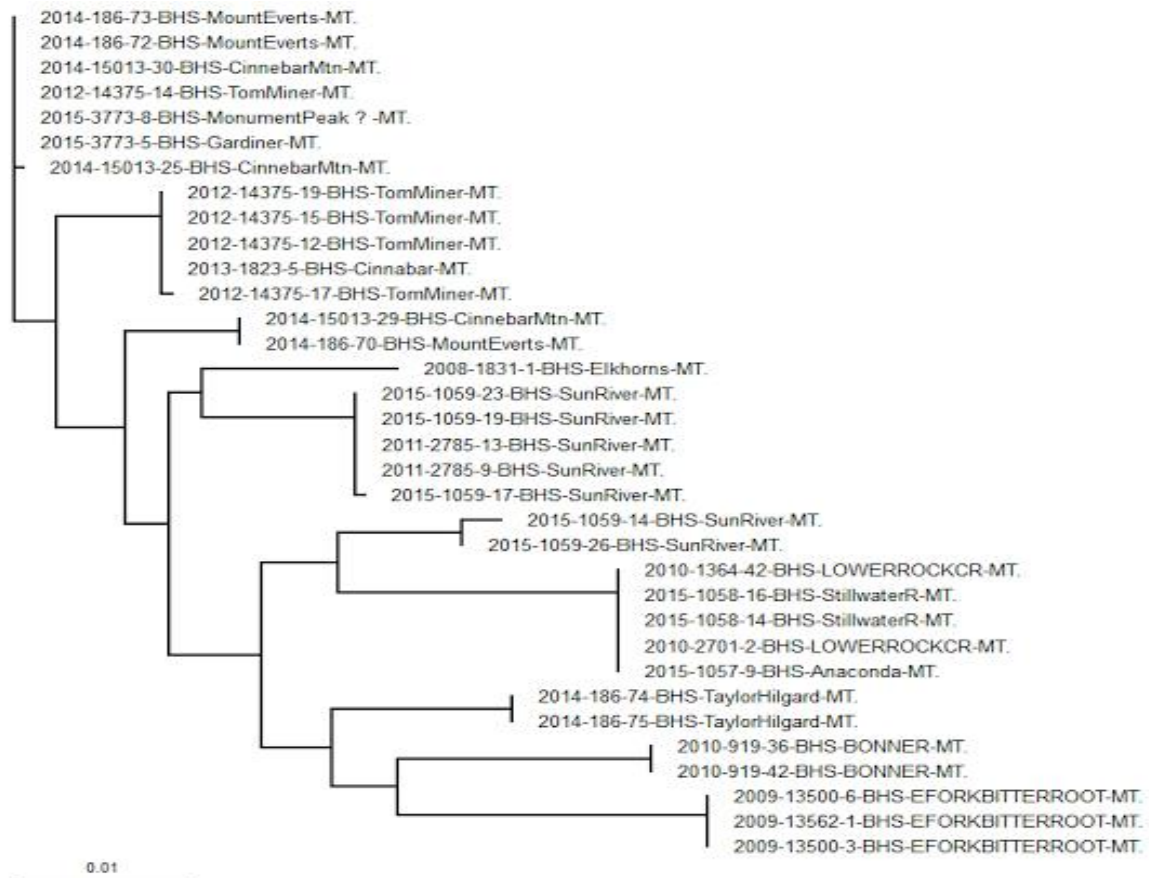 2014-186-73-BHS-MountEverts-MT.
2014-186-72-BHS-MountEverts-MT.
2014-15013-30-BHS-CinnebarMtn-MT.
2012-14375-14-BHS-TomMiner-MT.
2015-3773-8-BHS-MonumentPeak ? -MT.
2015-3773-5-BHS-Gardiner-MT.
2014-15013-25-BHS-CinnebarMtn-MT.
2012-14375-19-BHS-TomMiner-MT.
2012-14375-15-BHS-TomMiner-MT.
2012-14375-12-BHS-TomMiner-MT.
2013-1823-5-BHS-Cinnabar-MT.
2012-14375-17-BHS-TomMiner-MT.
2014-15013-29-BHS-CinnebarMtn-MT.
2014-186-70-BHS-MountEverts-MT.
2008-1831-1-BHS-Elkhorns-MT.
2015-1059-23-BHS-SunRiver-MT.
2015-1059-19-BHS-SunRiver-MT.
2011-2785-13-BHS-SunRiver-MT.
2011-2785-9-BHS-SunRiver-MT.
2015-1059-17-BHS-SunRiver-MT.
2015-1059-14-BHS-SunRiver-MT.
2015-1059-26-BHS-SunRiver-MT.
2010-1364-42-BHS-LOWERROCKCR-MT.
2015-1058-16-BHS-StillwaterR-MT.
2015-1058-14-BHS-StillwaterR-MT.
2010-2701-2-BHS-LOWERROCKCR-MT.
2015-1057-9-BHS-Anaconda-MT.
2014-186-74-BHS-TaylorHilgard-MT.
2014-186-75-BHS-TaylorHilgard-MT.
2010-919-36-BHS-BONNER-MT.
2010-919-42-BHS-BONNER-MT.
2009-13500-6-BHS-EFORKBITTERROOT-MT.
2009-13562-1-BHS-EFORKBITTERROOT-MT.
2009-13500-3-BHS-EFORKBITTERROOT-MT.
0.01